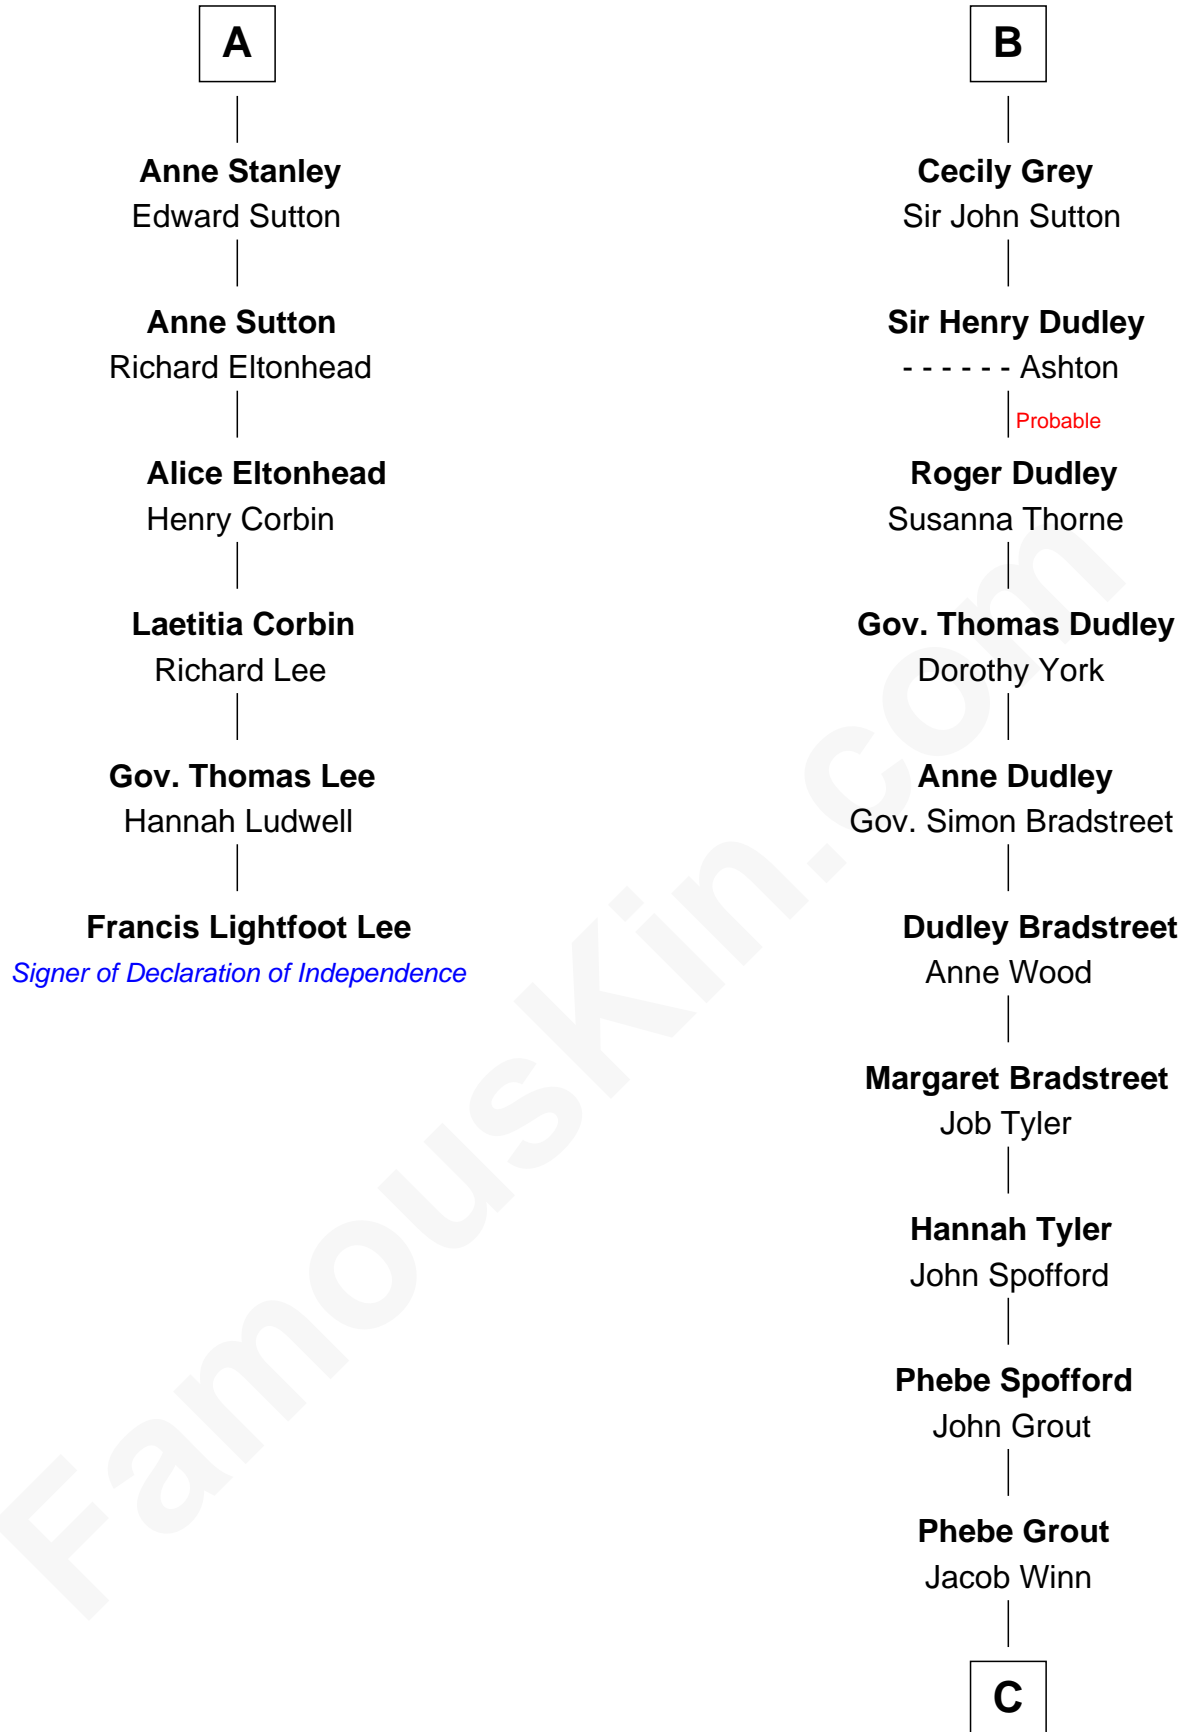 A
Anne Stanley
Edward Sutton
Anne Sutton
Richard Eltonhead
Alice Eltonhead
Henry Corbin
Laetitia Corbin
Richard Lee
Gov. Thomas Lee
Hannah Ludwell
Francis Lightfoot Lee
Signer of Declaration of Independence
B
Cecily Grey
Sir John Sutton
Sir Henry Dudley
- - - - - - Ashton
Probable
Roger Dudley
Susanna Thorne
Gov. Thomas Dudley
Dorothy York
Anne Dudley
Gov. Simon Bradstreet
Dudley Bradstreet
Anne Wood
Margaret Bradstreet
Job Tyler
Hannah Tyler
John Spofford
Phebe Spofford
John Grout
Phebe Grout
Jacob Winn
C
FamousKin.com